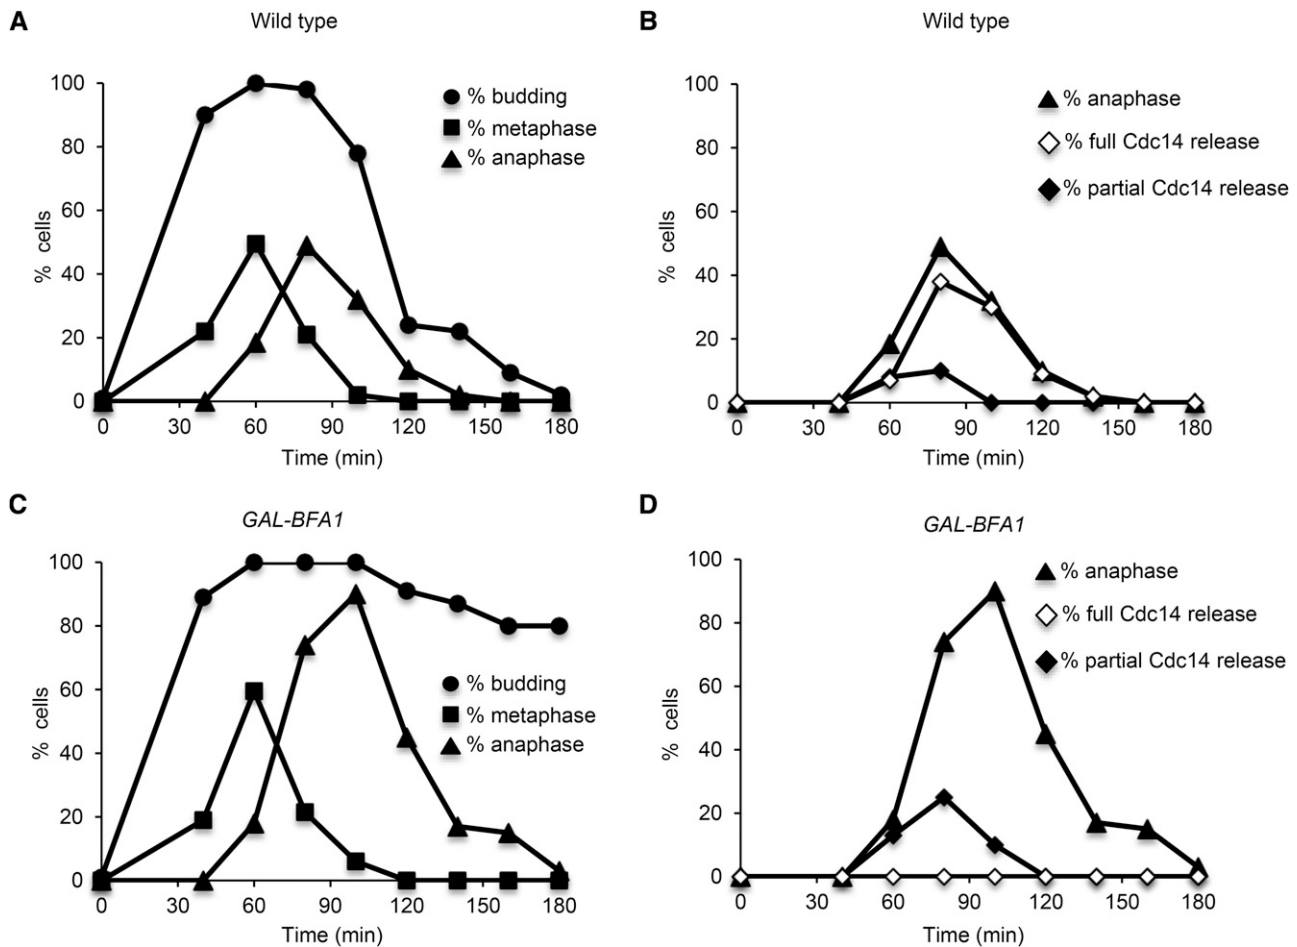 A
Wild type
100
80
60
40
20
0
% cells
0 30 60 90 120 150 180
Time (min)
% budding
% metaphase
% anaphase
B
Wild type
100
80
60
40
20
0
% cells
0 30 60 90 120 150 180
Time (min)
% anaphase
% full Cdc14 release
% partial Cdc14 release
C
GAL-BFA1
100
80
60
40
20
0
% cells
0 30 60 90 120 150 180
Time (min)
% budding
% metaphase
% anaphase
D
GAL-BFA1
100
80
60
40
20
0
% cells
0 30 60 90 120 150 180
Time (min)
% anaphase
% full Cdc14 release
% partial Cdc14 release